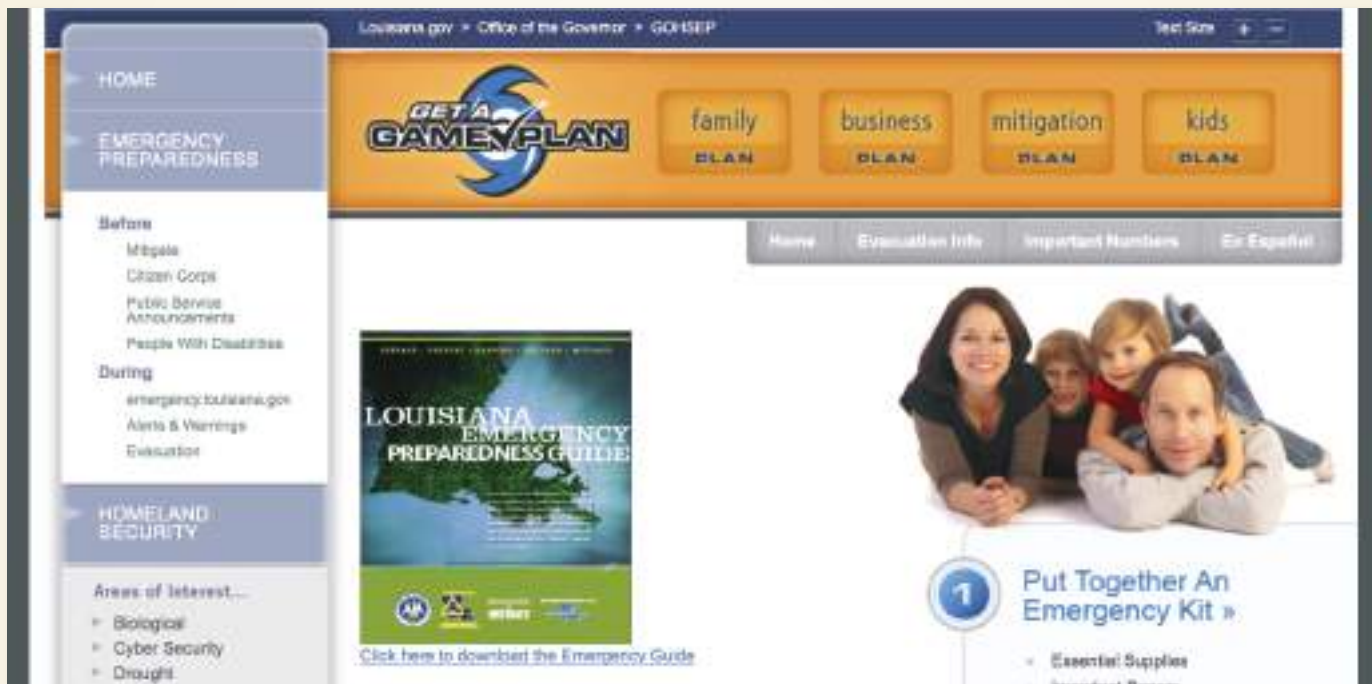 Louisiana.gov > Office of the Governor > GOHSEP
Text Size + −
HOME
EMERGENCY
PREPAREDNESS
Before
Mitigate
Citizen Corps
Public Service
Announcements
People With Disabilities
During
emergency.louisiana.gov
Alerts & Warnings
Evacuation
HOMELAND
SECURITY
Areas of Interest...
Biological
Cyber Security
Drought
GET A
GAME PLAN
family
PLAN
business
PLAN
mitigation
PLAN
kids
PLAN
Home Evacuation Info Important Numbers En Español
LOUISIANA
EMERGENCY
PREPAREDNESS GUIDE
Click here to download the Emergency Guide
1
Put Together An
Emergency Kit »
Essential Supplies